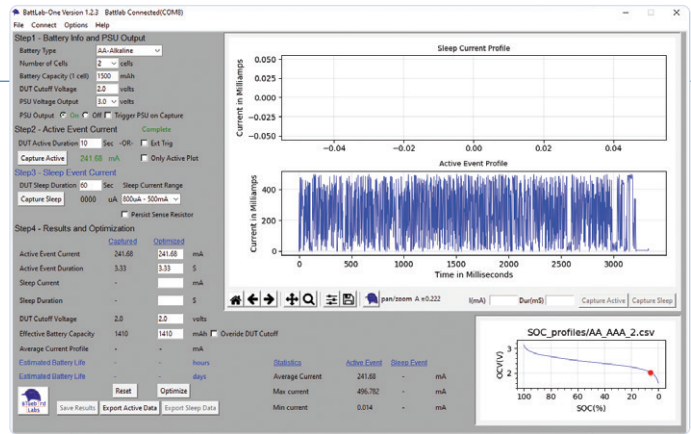 BattLab-One Version 1.2.3 Battlab Connected(COM8)
File Connect Options Help
Step1 - Battery Info and PSU Output
Battery Type AA-Alkaline
Number of Cells 2 cells
Battery Capacity (1 cell) 1500 mAh
DUT Cutoff Voltage 2.0 volts
PSU Voltage Output 3.0 volts
PSU Output On Off Trigger PSU on Capture
Step2 - Active Event Current Complete
DUT Active Duration 10 Sec -OR- Ext Trig
Capture Active 241.68 mA Only Active Plot
Step3 - Sleep Event Current
DUT Sleep Duration 60 Sec Sleep Current Range
Capture Sleep 0000 uA 800uA - 500mA
Persist Sense Resistor
Step4 - Results and Optimization
Captured Optimized
Active Event Current 241.68 241.68 mA
Active Event Duration 3.33 3.33 S
Sleep Current - mA
Sleep Duration - S
DUT Cutoff Voltage 2.0 2.0 volts
Effective Battery Capacity 1410 1410 mAh Overide DUT Cutoff
Average Current Profile - - mA
Estimated Battery Life - - hours
Estimated Battery Life - - days
Reset Optimize
Bluebird Labs
Save Results Export Active Data Export Sleep Data
Sleep Current Profile
Current in Milliamps
0.050
0.025
0.000
-0.025
-0.050
-0.04 -0.02 0.00 0.02 0.04
Active Event Profile
Current in Milliamps
400
200
0
0 500 1000 1500 2000 2500 3000
Time in Milliseconds
pan/zoom A =0.222 I(mA) Dur(mS) Capture Active Capture Sleep
Statistics Active Event Sleep Event
Average Current 241.68 - mA
Max current 496.782 - mA
Min current 0.014 - mA
SOC_profiles/AA_AAA_2.csv
OCV(V)
3
2
100 80 60 40 20 0
SOC(%)